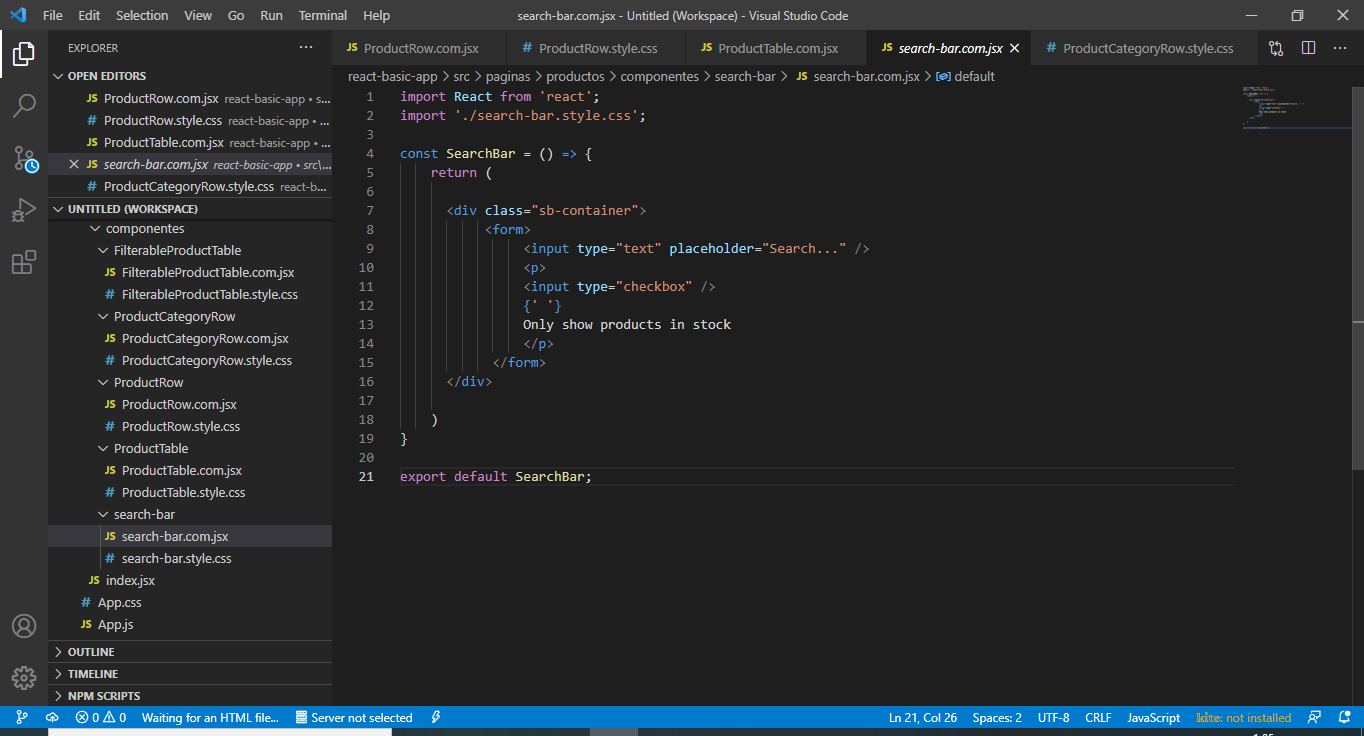 File Edit Selection View Go Run Terminal Help search-bar.com.jsx - Untitled (Workspace) - Visual Studio Code
EXPLORER
OPEN EDITORS
JS ProductRow.com.jsx react-basic-app • s...
# ProductRow.style.css react-basic-app • ...
JS ProductTable.com.jsx react-basic-app • ...
JS search-bar.com.jsx react-basic-app • src\...
# ProductCategoryRow.style.css react-b...
UNTITLED (WORKSPACE)
componentes
FilterableProductTable
JS FilterableProductTable.com.jsx
# FilterableProductTable.style.css
ProductCategoryRow
JS ProductCategoryRow.com.jsx
# ProductCategoryRow.style.css
ProductRow
JS ProductRow.com.jsx
# ProductRow.style.css
ProductTable
JS ProductTable.com.jsx
# ProductTable.style.css
search-bar
JS search-bar.com.jsx
# search-bar.style.css
JS index.jsx
# App.css
JS App.js
OUTLINE
TIMELINE
NPM SCRIPTS
JS ProductRow.com.jsx # ProductRow.style.css JS ProductTable.com.jsx JS search-bar.com.jsx # ProductCategoryRow.style.css
react-basic-app > src > paginas > productos > componentes > search-bar > JS search-bar.com.jsx > default
1 import React from 'react';
2 import './search-bar.style.css';
3
4 const SearchBar = () => {
5 return (
6
7 <div class="sb-container">
8 <form>
9 <input type="text" placeholder="Search..." />
10 <p>
11 <input type="checkbox" />
12 {' '}
13 Only show products in stock
14 </p>
15 </form>
16 </div>
17
18 )
19 }
20
21 export default SearchBar;
0 0 Waiting for an HTML file... Server not selected Ln 21, Col 26 Spaces: 2 UTF-8 CRLF JavaScript kite: not installed